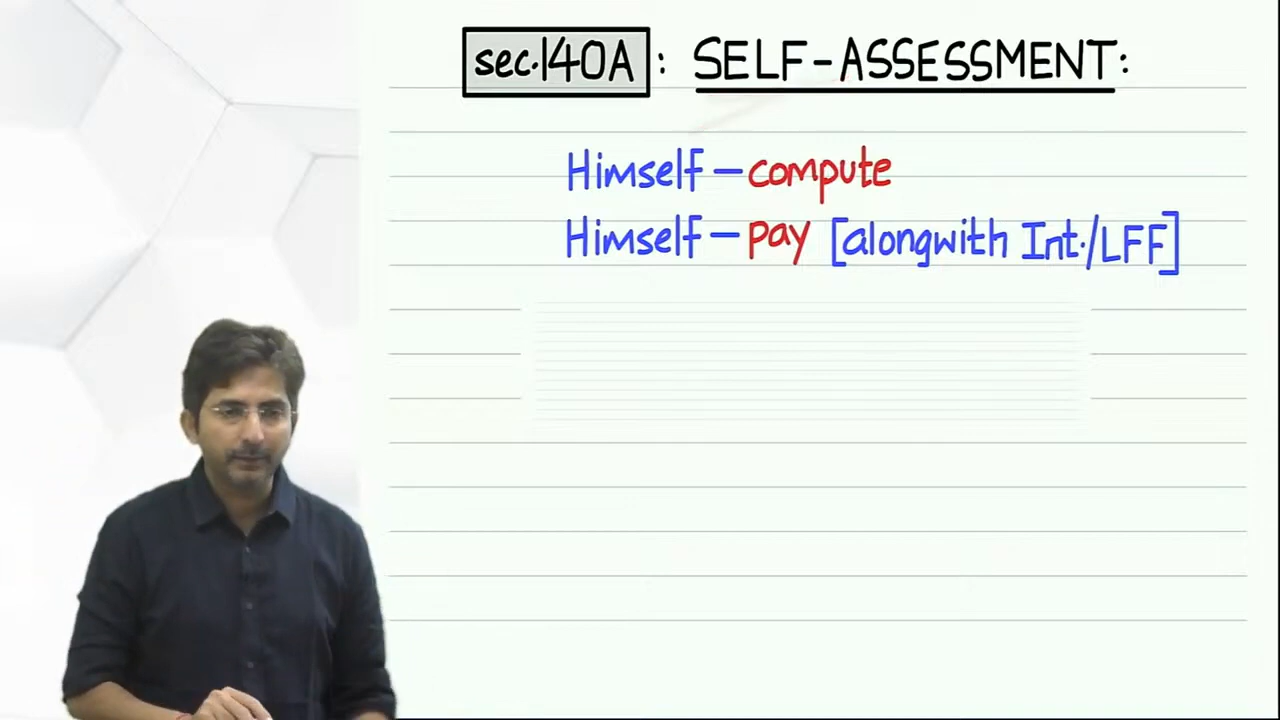 sec.140A : SELF-ASSESSMENT:
Himself - compute
Himself - pay [alongwith Int./LFF]